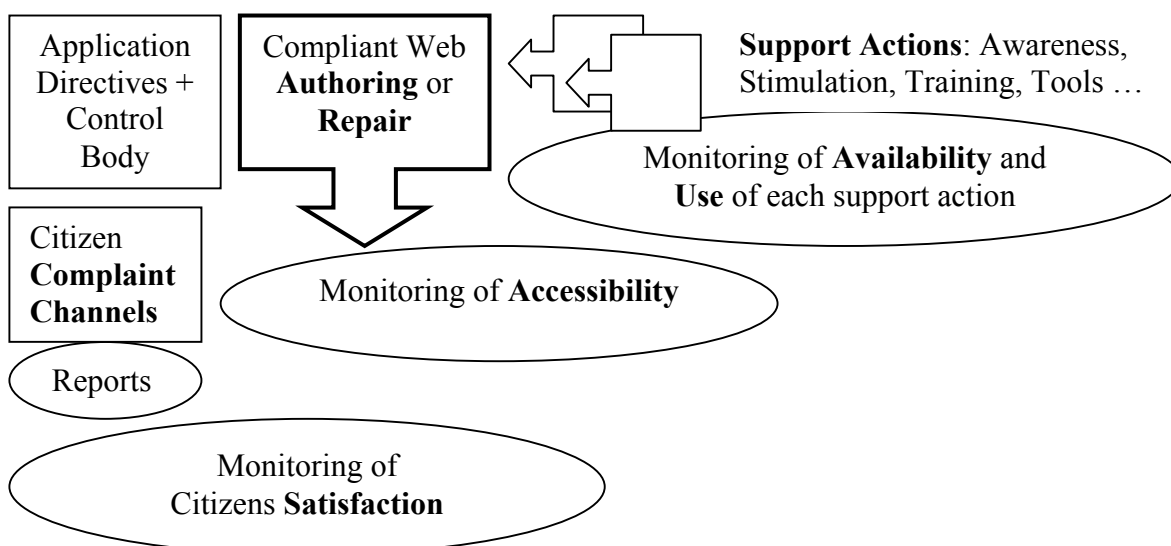 Application
Directives +
Control
Body
Compliant Web
Authoring or
Repair
Support Actions: Awareness,
Stimulation, Training, Tools …
Monitoring of Availability and
Use of each support action
Citizen
Complaint
Channels
Monitoring of Accessibility
Reports
Monitoring of
Citizens Satisfaction